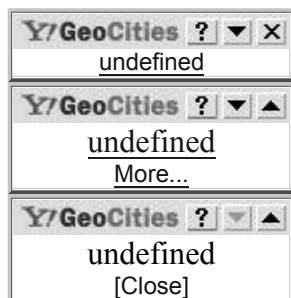 Y! GeoCities ?
undefined
Y! GeoCities ?
undefined
More...
Y! GeoCities ?
undefined
[Close]